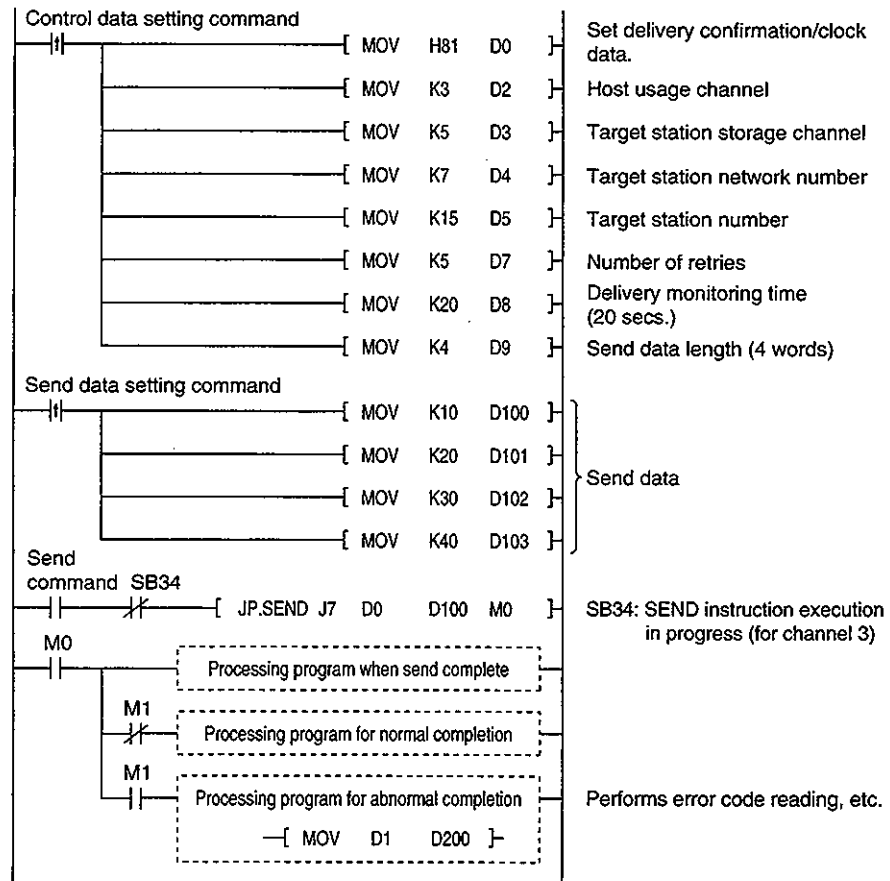 Control data setting command
[ MOV H81 D0 ] Set delivery confirmation/clock
data.
[ MOV K3 D2 ] Host usage channel
[ MOV K5 D3 ] Target station storage channel
[ MOV K7 D4 ] Target station network number
[ MOV K15 D5 ] Target station number
[ MOV K5 D7 ] Number of retries
[ MOV K20 D8 ] Delivery monitoring time
(20 secs.)
[ MOV K4 D9 ] Send data length (4 words)
Send data setting command
[ MOV K10 D100 ]
[ MOV K20 D101 ]
Send data
[ MOV K30 D102 ]
[ MOV K40 D103 ]
Send
command SB34
[ JP.SEND J7 D0 D100 M0 ] SB34: SEND instruction execution
in progress (for channel 3)
M0
Processing program when send complete
M1
Processing program for normal completion
M1
Processing program for abnormal completion Performs error code reading, etc.
[ MOV D1 D200 ]